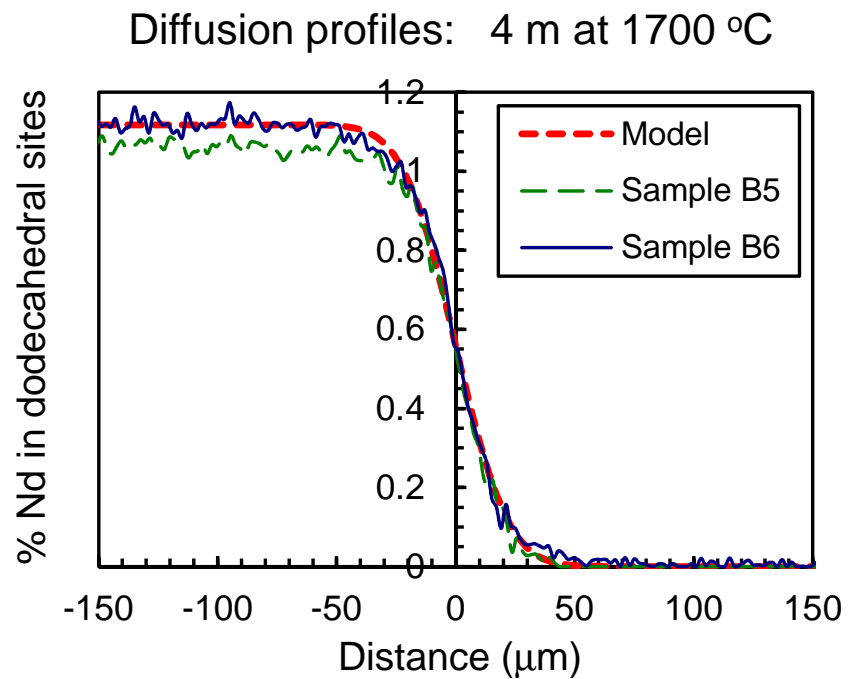 Diffusion profiles: 4 m at 1700 ºC
% Nd in dodecahedral sites
1.2
1
0.8
0.6
0.4
0.2
0
Model
Sample B5
Sample B6
-150 -100 -50 0 50 100 150
Distance (μm)